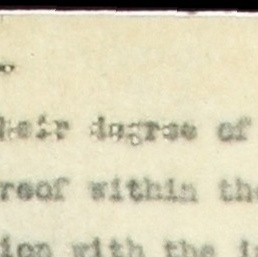 their degree of
reof within the
ion with the i